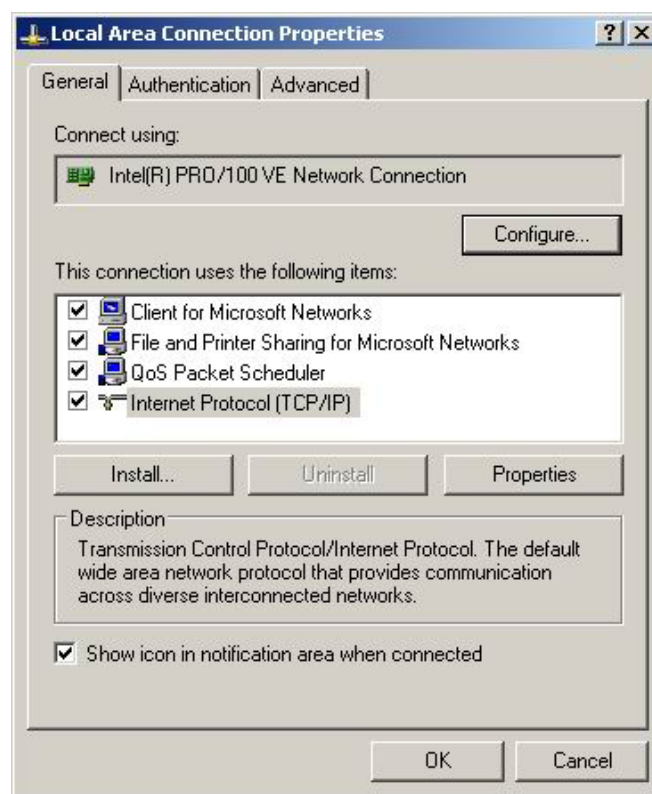 Local Area Connection Properties
General Authentication Advanced
Connect using:
Intel(R) PRO/100 VE Network Connection
Configure...
This connection uses the following items:
Client for Microsoft Networks
File and Printer Sharing for Microsoft Networks
QoS Packet Scheduler
Internet Protocol (TCP/IP)
Install... Uninstall Properties
Description
Transmission Control Protocol/Internet Protocol. The default
wide area network protocol that provides communication
across diverse interconnected networks.
Show icon in notification area when connected
OK Cancel